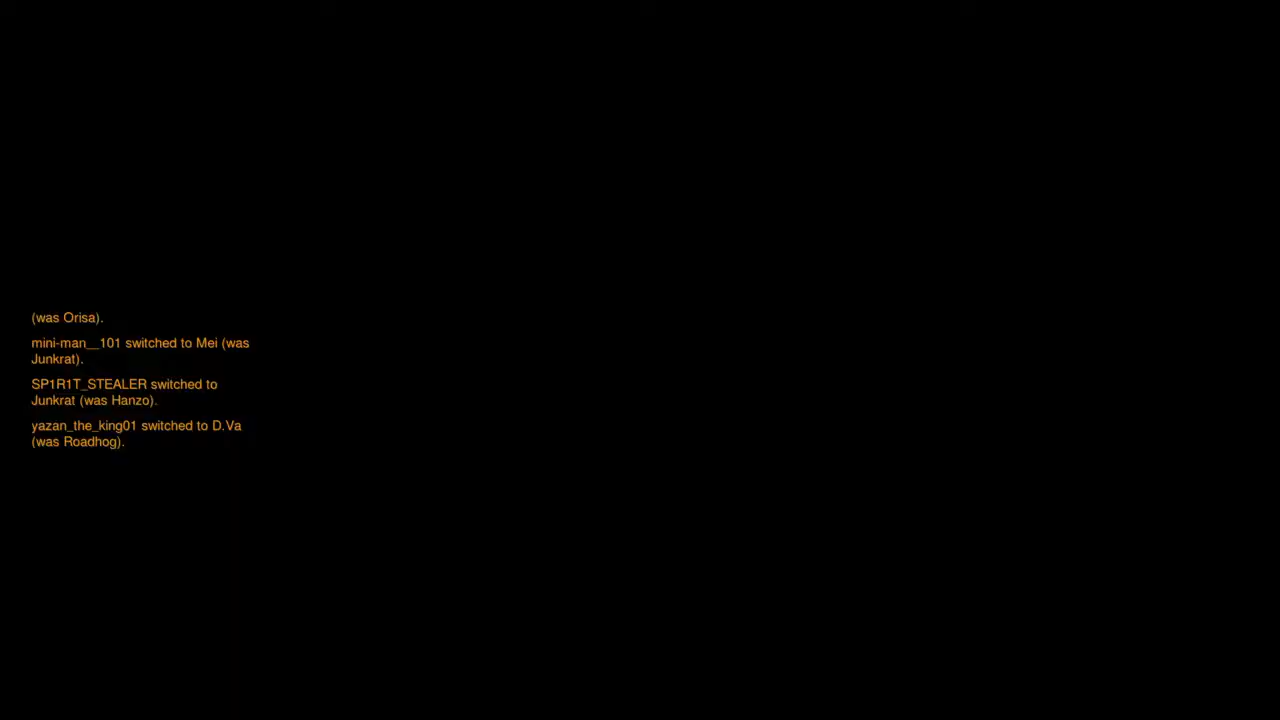 (was Orisa).
mini-man__101 switched to Mei (was
Junkrat).
SP1R1T_STEALER switched to
Junkrat (was Hanzo).
yazan_the_king01 switched to D.Va
(was Roadhog).